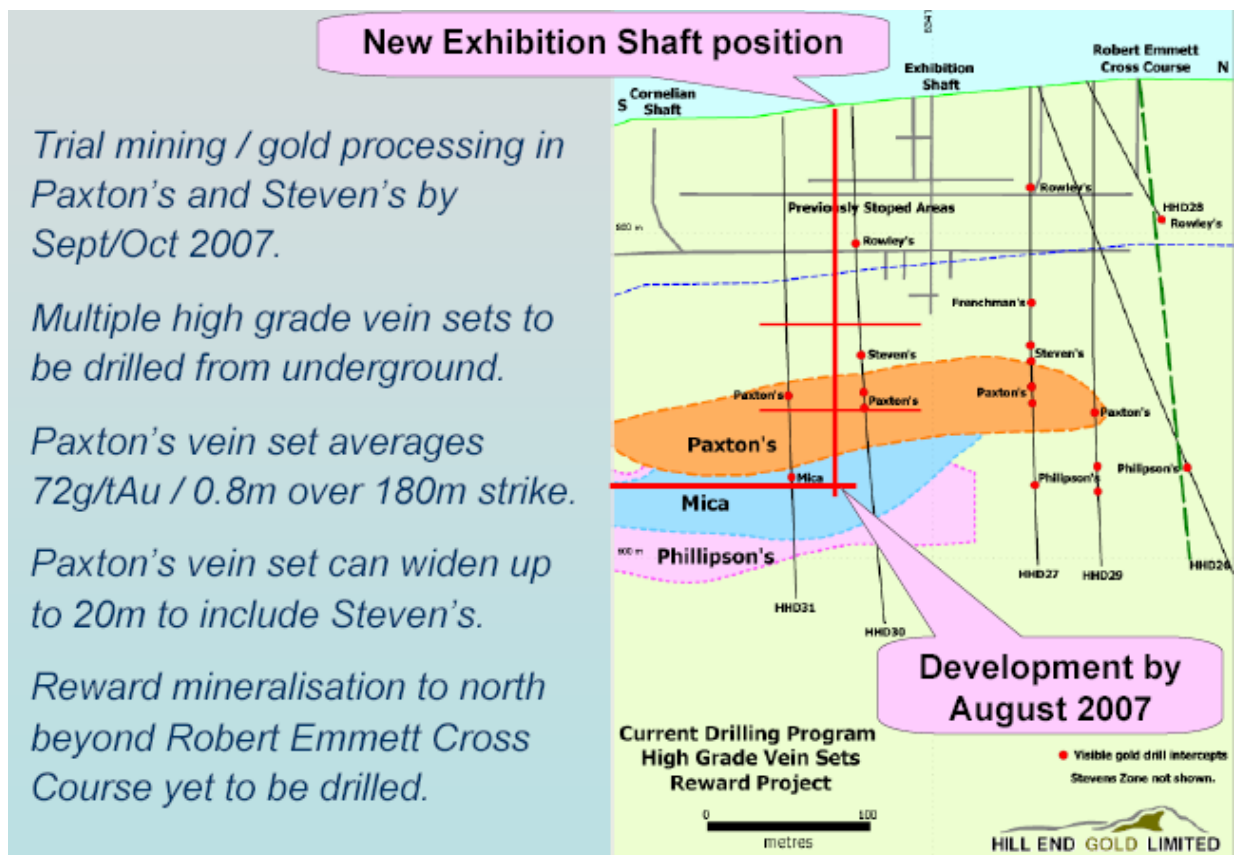 New Exhibition Shaft position
Trial mining / gold processing in
Paxton's and Steven's by
Sept/Oct 2007.
Multiple high grade vein sets to
be drilled from underground.
Paxton's vein set averages
72g/tAu / 0.8m over 180m strike.
Paxton's vein set can widen up
to 20m to include Steven's.
Reward mineralisation to north
beyond Robert Emmett Cross
Course yet to be drilled.
Robert Emmett
Cross Course
N
Exhibition
Shaft
S
Cornelian
Shaft
Rowley's
HHD28
Rowley's
Previously Stoped Areas
Rowley's
Frenchman's
Steven's
Steven's
Paxton's
Paxton's
Paxton's
Paxton's
Paxton's
Mica
Philipson's
Philipson's
Mica
Phillipson's
600 m
HHD27
HHD29
HHD26
HHD31
HHD30
Development by
August 2007
Current Drilling Program
High Grade Vein Sets
Reward Project
Visible gold drill intercepts
Stevens Zone not shown.
0
100
metres
HILL END GOLD LIMITED